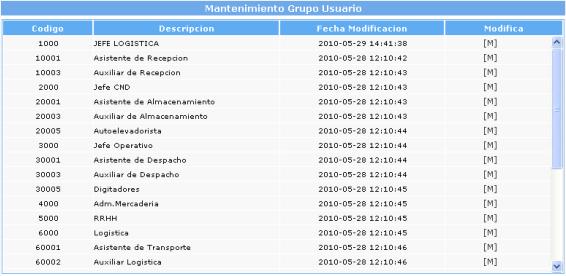 Mantenimiento Grupo Usuario
Codigo Descripcion Fecha Modificacion Modifica
1000 JEFE LOGISTICA 2010-05-29 14:41:38 [M]
10001 Asistente de Recepcion 2010-05-28 12:10:42 [M]
10003 Auxiliar de Recepcion 2010-05-28 12:10:43 [M]
2000 Jefe CND 2010-05-28 12:10:43 [M]
20001 Asistente de Almacenamiento 2010-05-28 12:10:43 [M]
20003 Auxiliar de Almacenamiento 2010-05-28 12:10:43 [M]
20005 Autoelevadorista 2010-05-28 12:10:44 [M]
3000 Jefe Operativo 2010-05-28 12:10:44 [M]
30001 Asistente de Despacho 2010-05-28 12:10:44 [M]
30003 Auxiliar de Despacho 2010-05-28 12:10:44 [M]
30005 Digitadores 2010-05-28 12:10:45 [M]
4000 Adm.Mercaderia 2010-05-28 12:10:45 [M]
5000 RRHH 2010-05-28 12:10:45 [M]
6000 Logistica 2010-05-28 12:10:45 [M]
60001 Asistente de Transporte 2010-05-28 12:10:46 [M]
60002 Auxiliar Logistica 2010-05-28 12:10:46 [M]